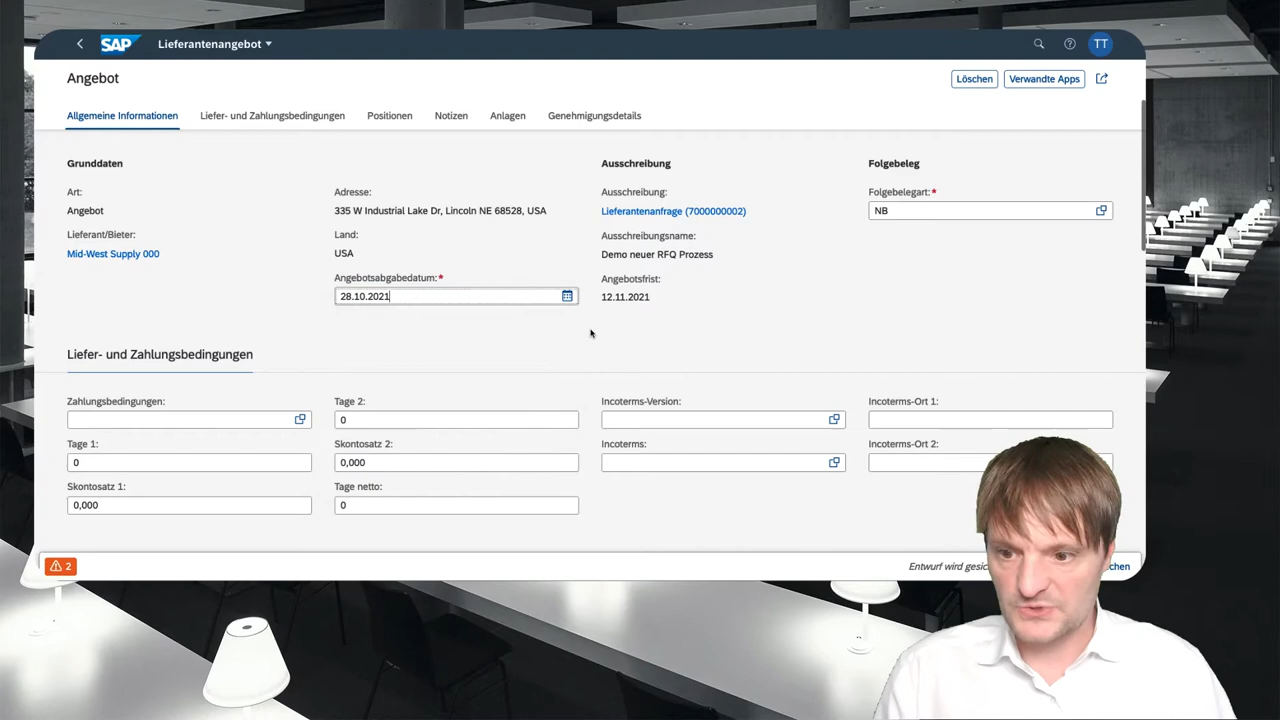 SAP Lieferantenangebot
TT
Angebot
Löschen
Verwandte Apps
Allgemeine Informationen
Liefer- und Zahlungsbedingungen
Positionen
Notizen
Anlagen
Genehmigungsdetails
Grunddaten
Art:
Angebot
Lieferant/Bieter:
Mid-West Supply 000
Adresse:
335 W Industrial Lake Dr, Lincoln NE 68528, USA
Land:
USA
Angebotsabgabedatum:*
28.10.2021
Ausschreibung
Ausschreibung:
Lieferantenanfrage (7000000002)
Ausschreibungsname:
Demo neuer RFQ Prozess
Angebotsfrist:
12.11.2021
Folgebeleg
Folgebelegart:*
NB
Liefer- und Zahlungsbedingungen
Zahlungsbedingungen:
Tage 1:
0
Skontosatz 1:
0,000
Tage 2:
0
Skontosatz 2:
0,000
Tage netto:
0
Incoterms-Version:
Incoterms:
Incoterms-Ort 1:
Incoterms-Ort 2:
2
Entwurf wird